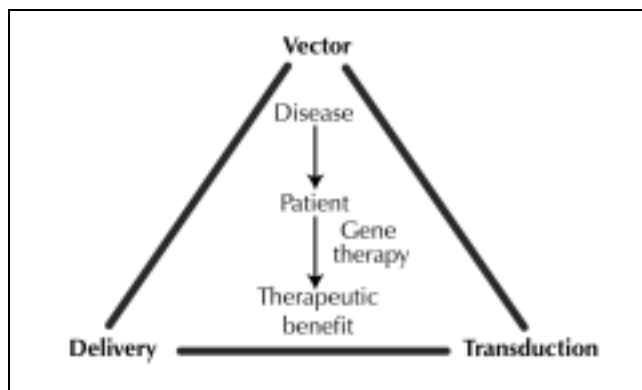 Vector
Disease
Patient
Gene
therapy
Therapeutic
benefit
Delivery
Transduction